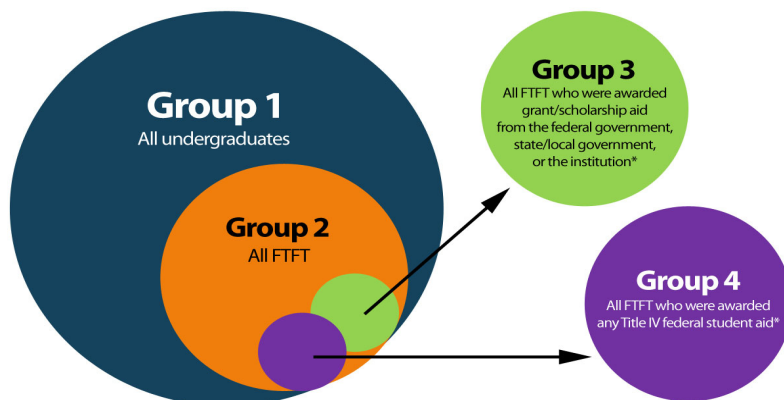 Group 1
All undergraduates
Group 2
All FTFT
Group 3
All FTFT who were awarded
grant/scholarship aid
from the federal government,
state/local government,
or the institution*
Group 4
All FTFT who were awarded
any Title IV federal student aid*